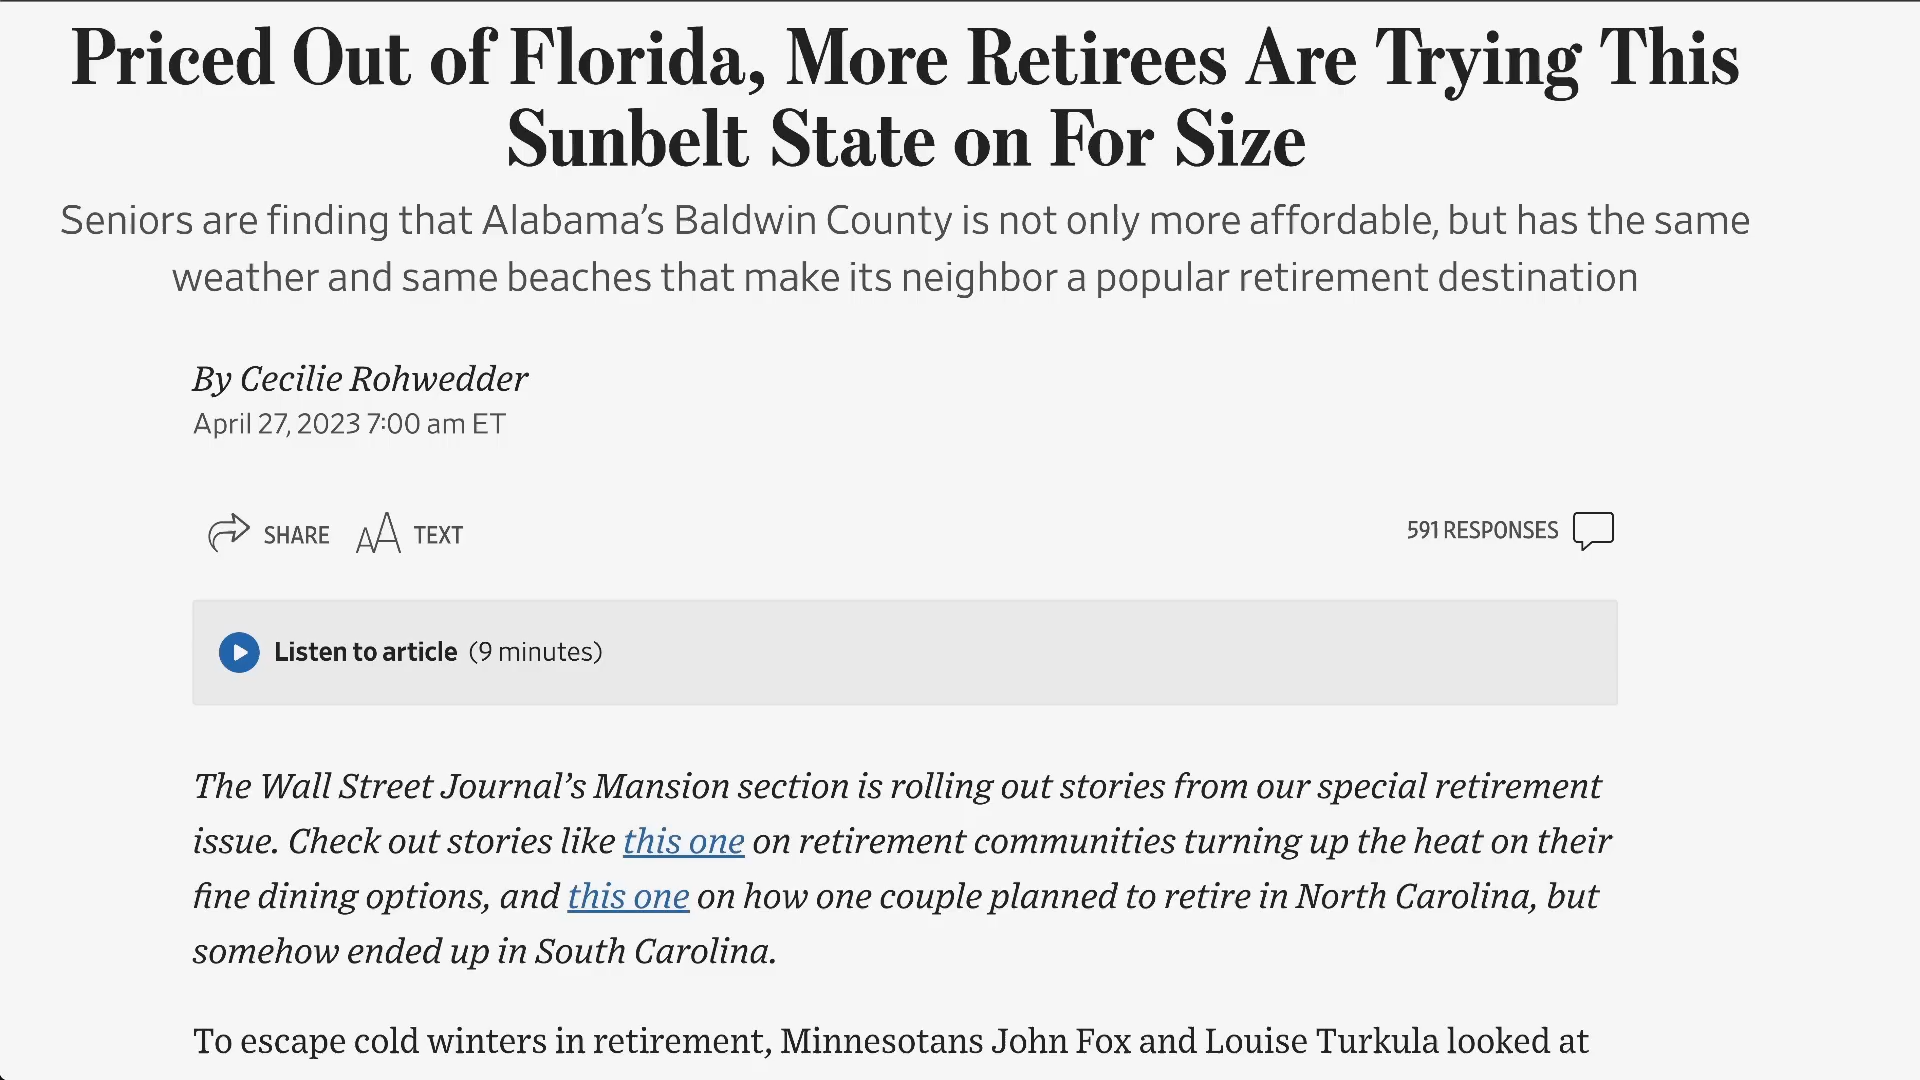 Priced Out of Florida, More Retirees Are Trying This
Sunbelt State on For Size
Seniors are finding that Alabama’s Baldwin County is not only more affordable, but has the same
weather and same beaches that make its neighbor a popular retirement destination
By Cecilie Rohwedder
April 27, 2023 7:00 am ET
SHARE AA TEXT
591 RESPONSES
Listen to article (9 minutes)
The Wall Street Journal’s Mansion section is rolling out stories from our special retirement
issue. Check out stories like this one on retirement communities turning up the heat on their
fine dining options, and this one on how one couple planned to retire in North Carolina, but
somehow ended up in South Carolina.
To escape cold winters in retirement, Minnesotans John Fox and Louise Turkula looked at